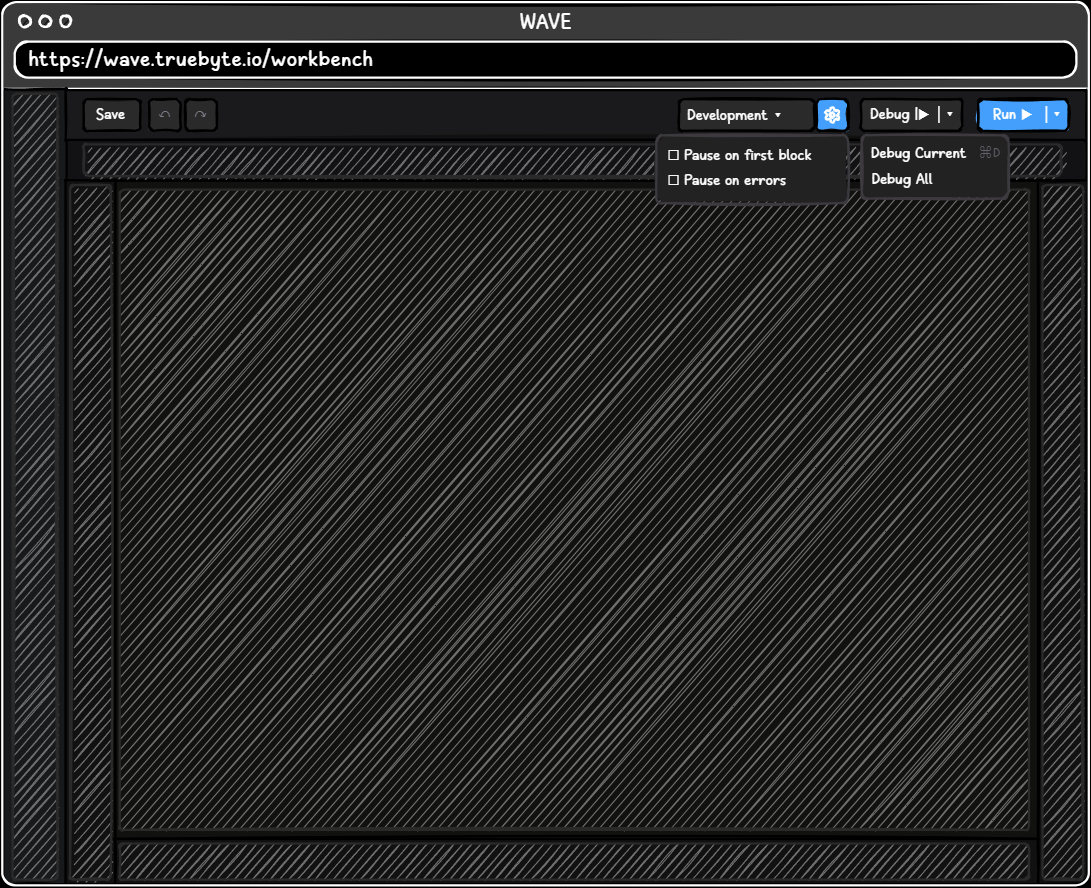 WAVE
https://wave.truebyte.io/workbench
Save
Development
Debug
Run
Pause on first block
Pause on errors
Debug Current ⌘D
Debug All